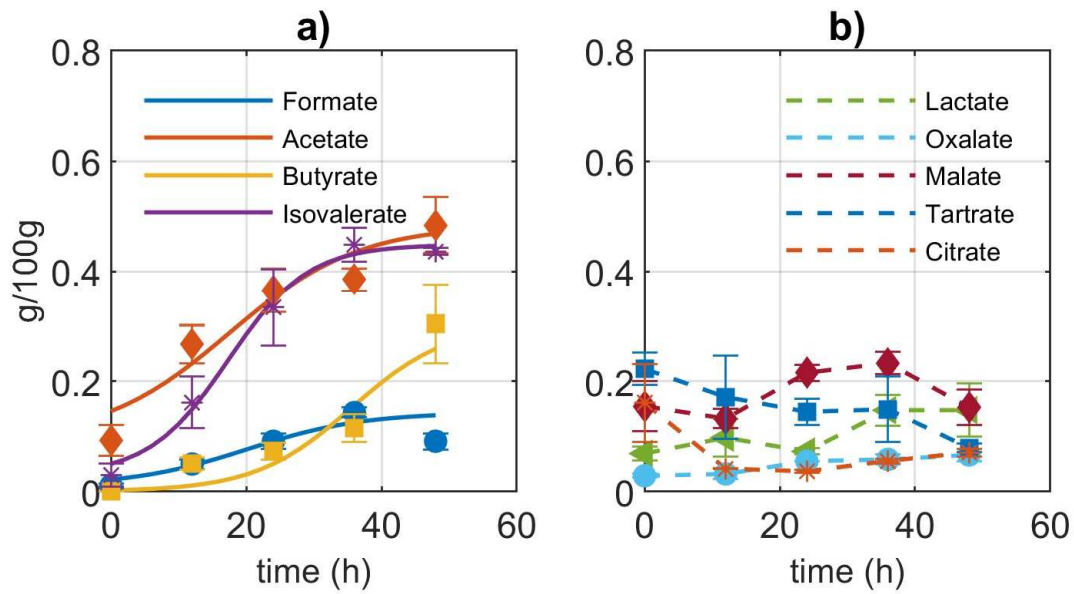 a)
g/100g
0.8
0.6
0.4
0.2
0
Formate
Acetate
Butyrate
Isovalerate
0
20
40
60
time (h)
b)
0.8
0.6
0.4
0.2
0
Lactate
Oxalate
Malate
Tartrate
Citrate
0
20
40
60
time (h)